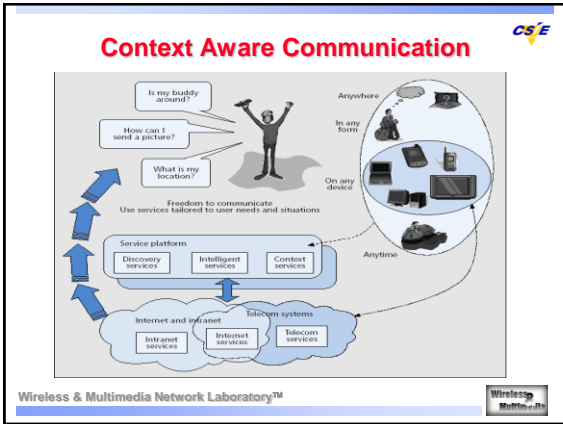 Context Aware Communication
CS/E
Is my buddy
around?
How can I
send a picture?
What is my
location?
Anywhere
?
In any
form
On any
device
Anytime
Freedom to communicate
Use services tailored to user needs and situations
Service platform
Discovery
services
Intelligent
services
Context
services
Internet and intranet
Telecom systems
Intranet
services
Internet
services
Telecom
services
Wireless & Multimedia Network Laboratory™
Wireless
Multimedia